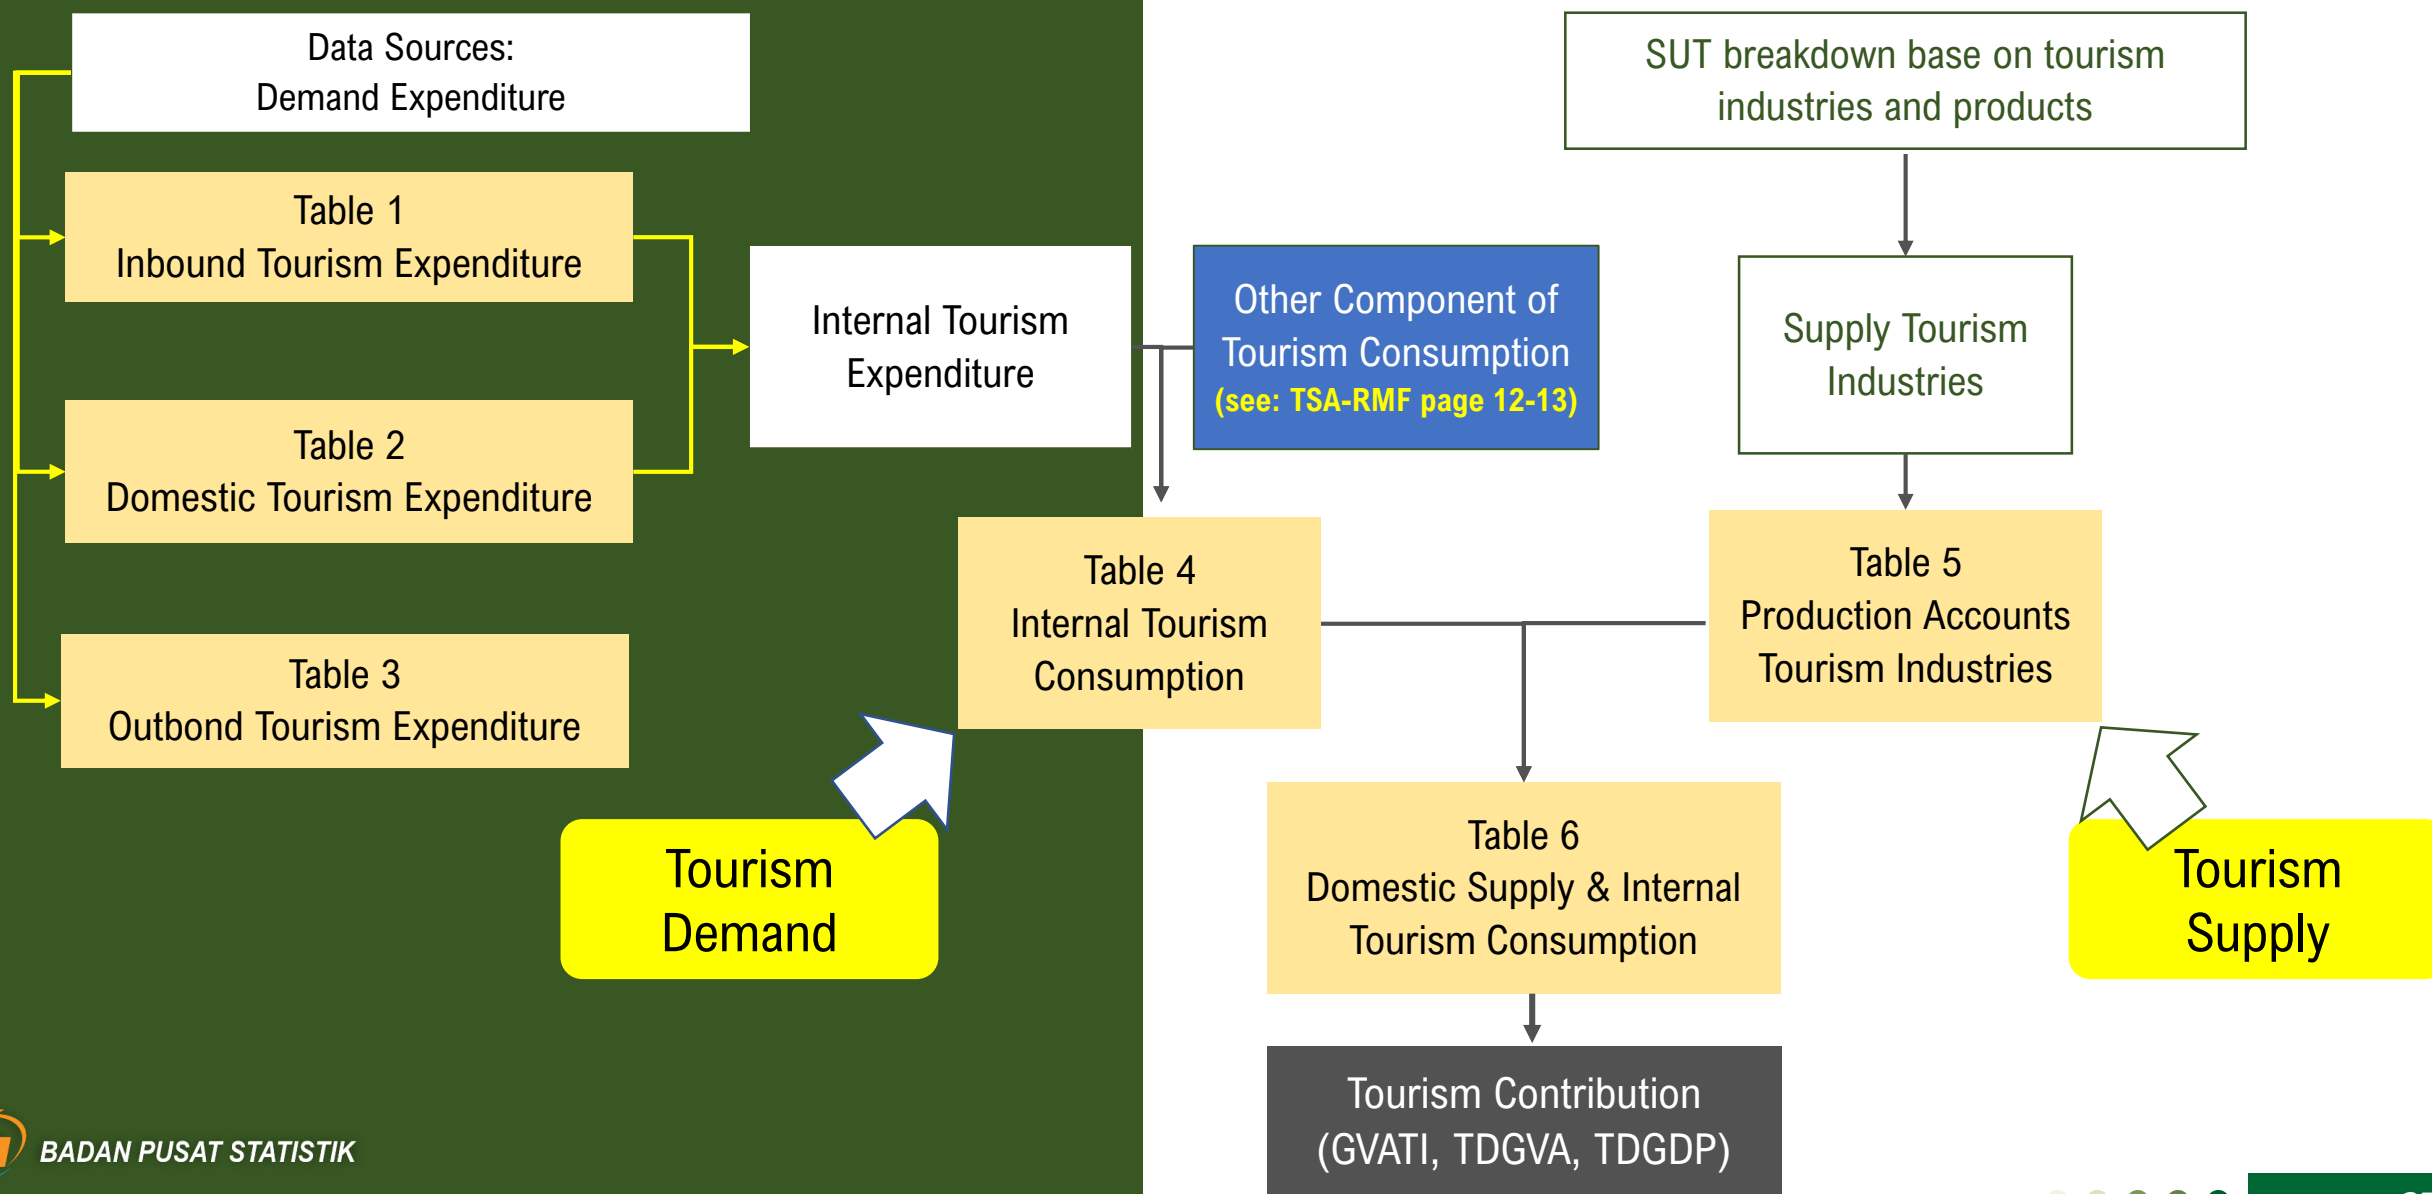 Data Sources:
Demand Expenditure
SUT breakdown base on tourism
industries and products
Table 1
Inbound Tourism Expenditure
Internal Tourism
Expenditure
Other Component of
Tourism Consumption
(see: TSA-RMF page 12-13)
Supply Tourism
Industries
Table 2
Domestic Tourism Expenditure
Table 3
Outbond Tourism Expenditure
Table 4
Internal Tourism
Consumption
Table 5
Production Accounts
Tourism Industries
Tourism
Demand
Table 6
Domestic Supply & Internal
Tourism Consumption
Tourism
Supply
Tourism Contribution
(GVATI, TDGVA, TDGDP)
BADAN PUSAT STATISTIK